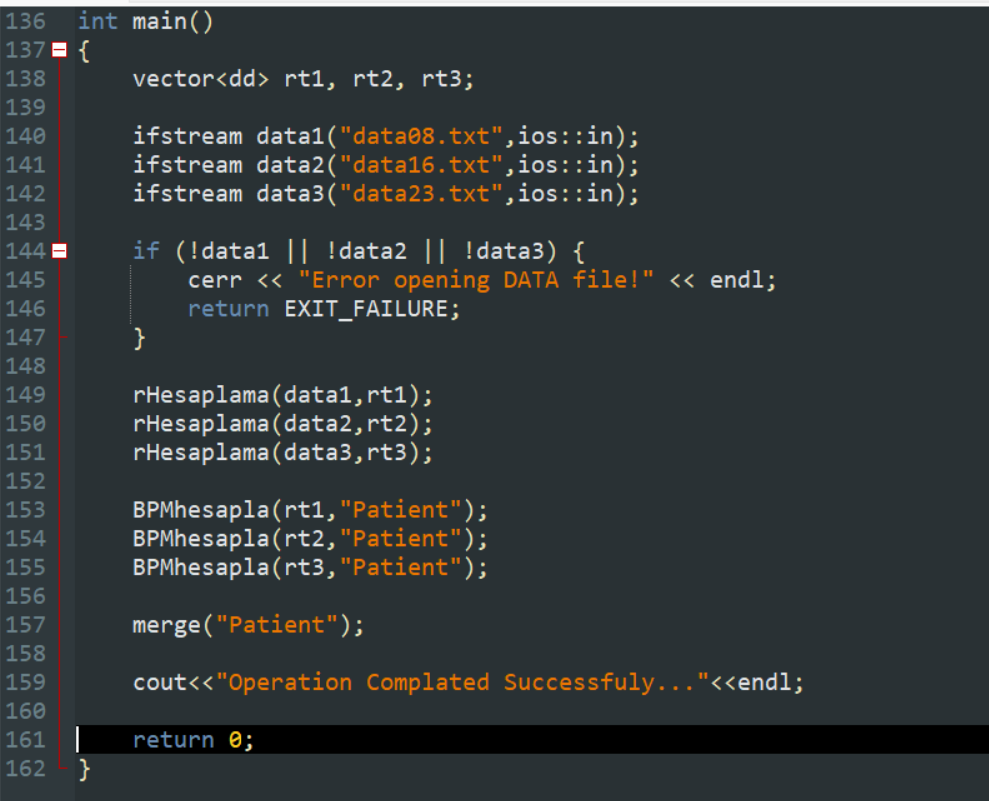 136 int main()
137 {
138 vector<dd> rt1, rt2, rt3;
139
140 ifstream data1("data08.txt",ios::in);
141 ifstream data2("data16.txt",ios::in);
142 ifstream data3("data23.txt",ios::in);
143
144 if (!data1 || !data2 || !data3) {
145 cerr << "Error opening DATA file!" << endl;
146 return EXIT_FAILURE;
147 }
148
149 rHesaplama(data1,rt1);
150 rHesaplama(data2,rt2);
151 rHesaplama(data3,rt3);
152
153 BPMhesapla(rt1,"Patient");
154 BPMhesapla(rt2,"Patient");
155 BPMhesapla(rt3,"Patient");
156
157 merge("Patient");
158
159 cout<<"Operation Complated Successfuly..."<<endl;
160
161 return 0;
162 }